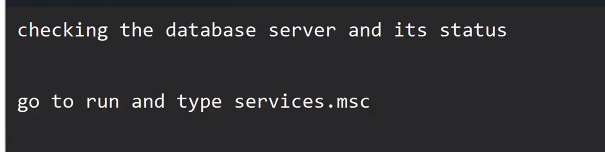 checking the database server and its status
go to run and type services.msc